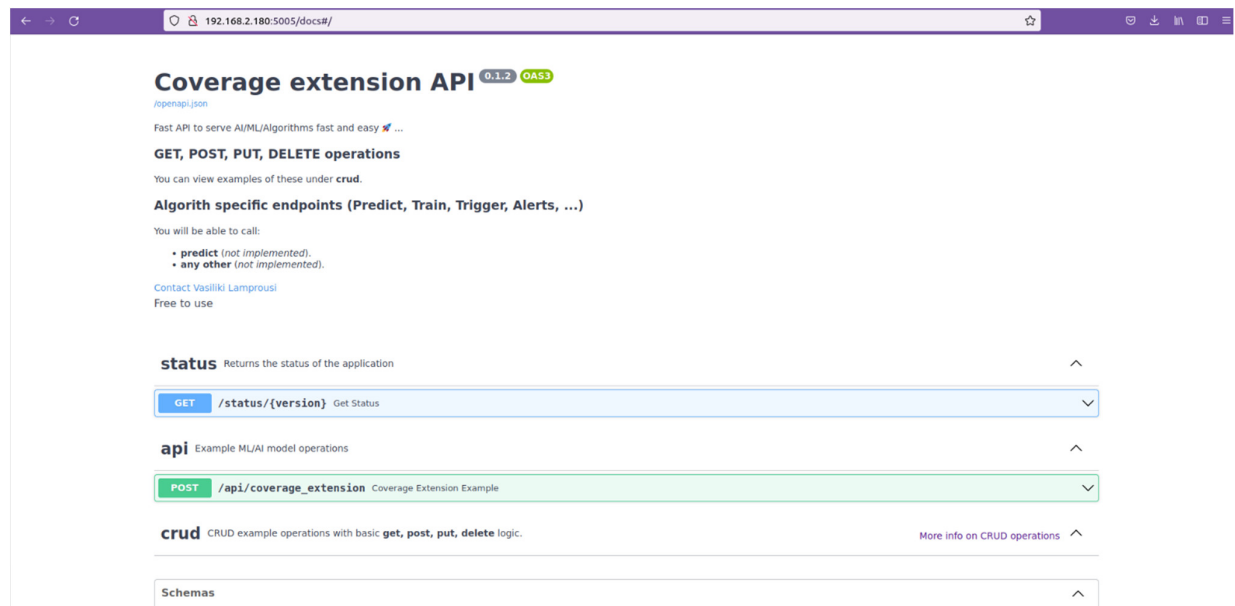 192.168.2.180:5005/docs#/
Coverage extension API 0.1.2 OAS3
/openapi.json
Fast API to serve AI/ML/Algorithms fast and easy 🚀 ...
GET, POST, PUT, DELETE operations
You can view examples of these under crud.
Algorith specific endpoints (Predict, Train, Trigger, Alerts, ...)
You will be able to call:
• predict (not implemented).
• any other (not implemented).
Contact Vasiliki Lamprousi
Free to use
status Returns the status of the application
GET /status/{version} Get Status
api Example ML/AI model operations
POST /api/coverage_extension Coverage Extension Example
crud CRUD example operations with basic get, post, put, delete logic. More info on CRUD operations
Schemas